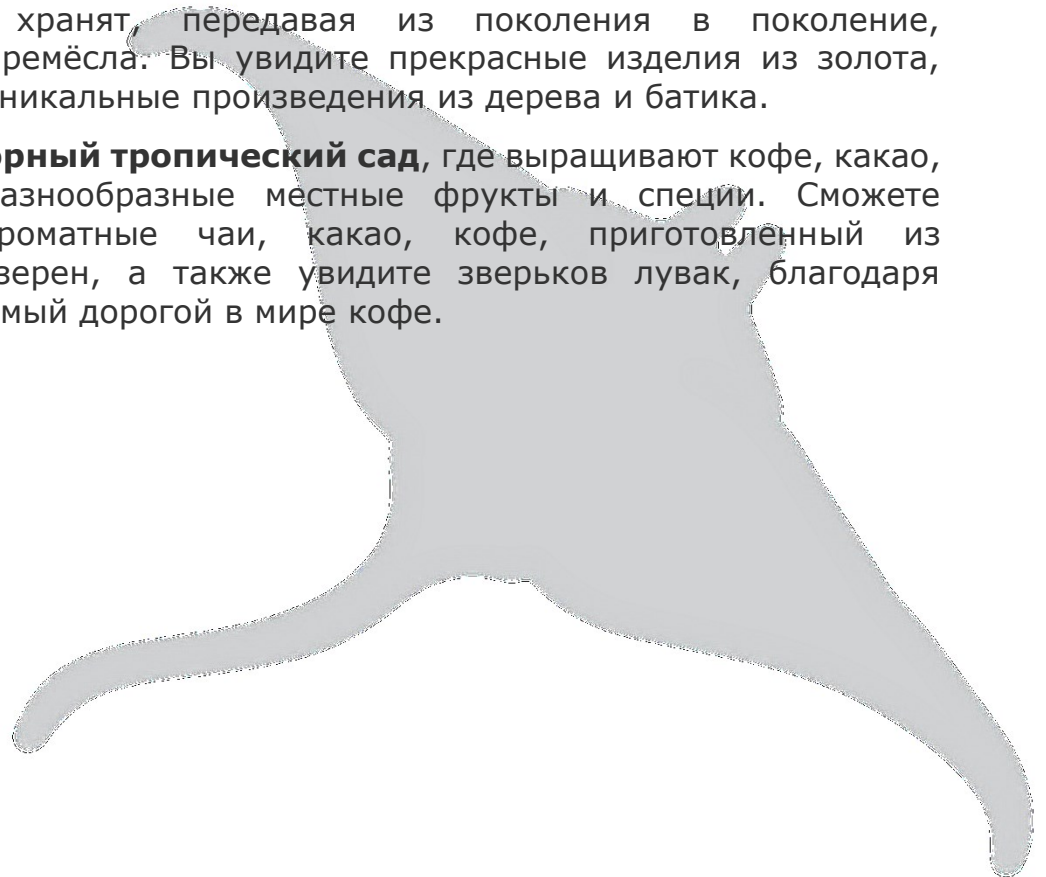 хранят, передавая из поколения в поколение,
ремёсла. Вы увидите прекрасные изделия из золота,
никальные произведения из дерева и батика.
орный тропический сад, где выращивают кофе, какао,
азнообразные местные фрукты и специи. Сможете
роматные чаи, какао, кофе, приготовленный из
зерен, а также увидите зверьков лувак, благодаря
мый дорогой в мире кофе.